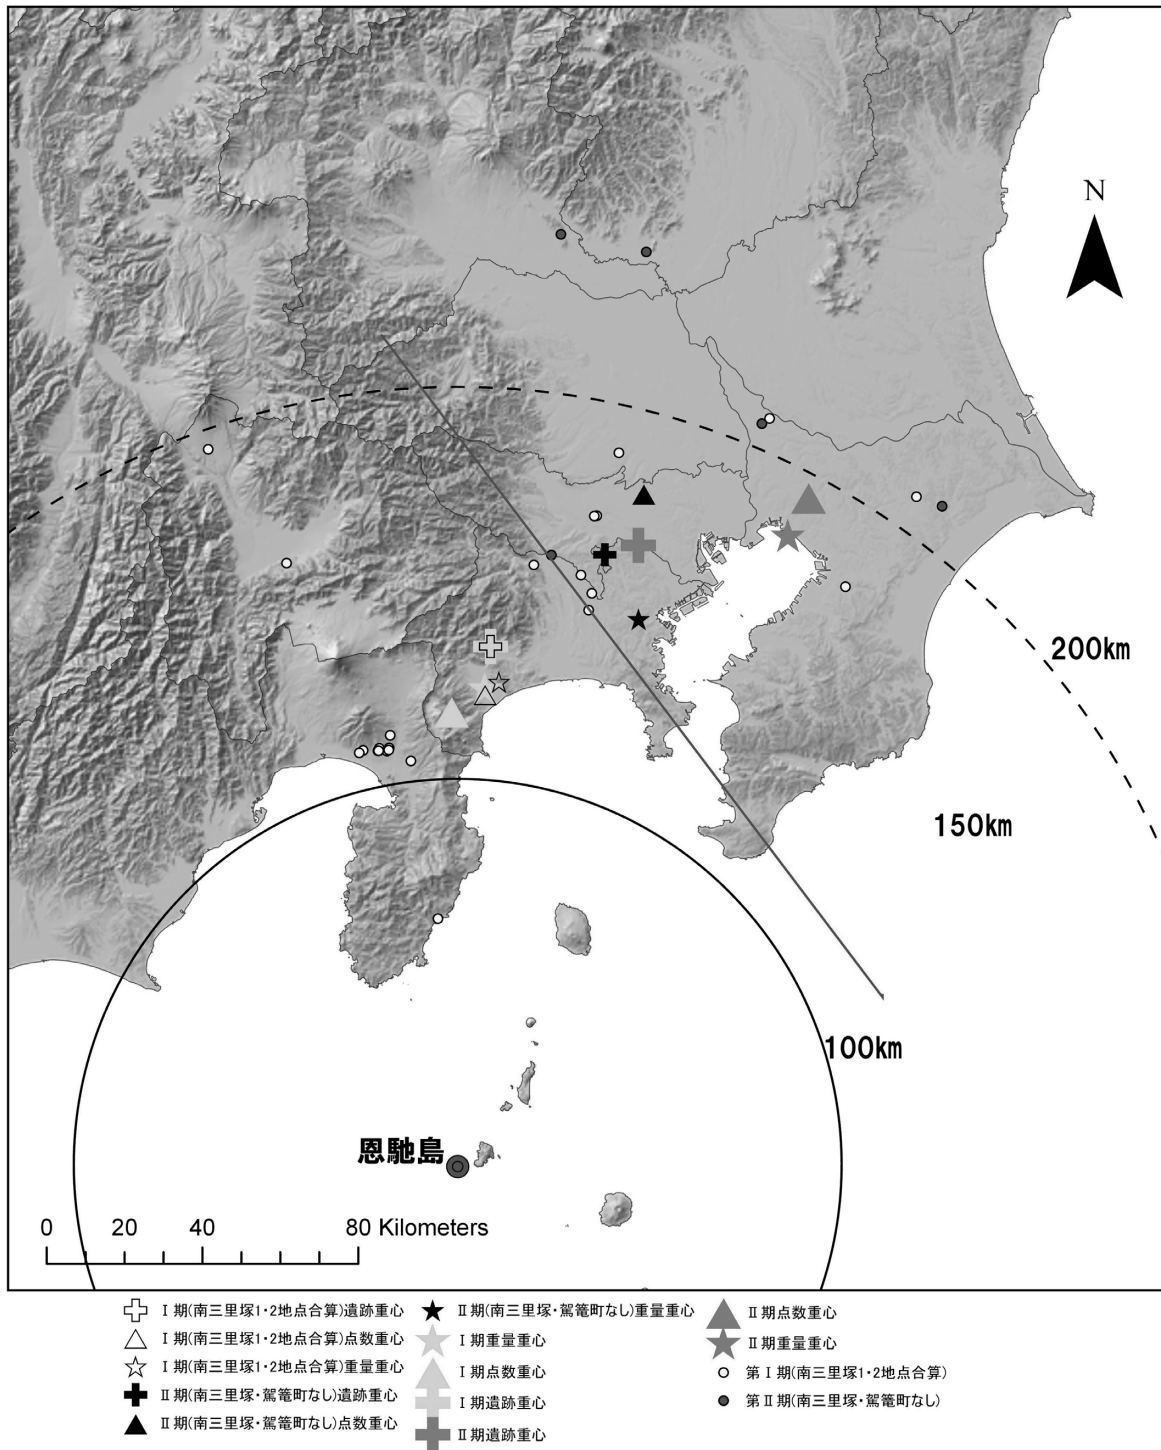 N
200km
150km
100km
恩馳島
0 20 40 80 Kilometers
Ⅰ期(南三里塚1・2地点合算)遺跡重心
Ⅰ期(南三里塚1・2地点合算)点数重心
Ⅰ期(南三里塚1・2地点合算)重量重心
Ⅱ期(南三里塚・駕篭町なし)遺跡重心
Ⅱ期(南三里塚・駕篭町なし)点数重心
Ⅱ期(南三里塚・駕篭町なし)重量重心
Ⅰ期重量重心
Ⅰ期点数重心
Ⅰ期遺跡重心
Ⅱ期遺跡重心
Ⅱ期点数重心
Ⅱ期重量重心
第Ⅰ期(南三里塚1・2地点合算)
第Ⅱ期(南三里塚・駕篭町なし)